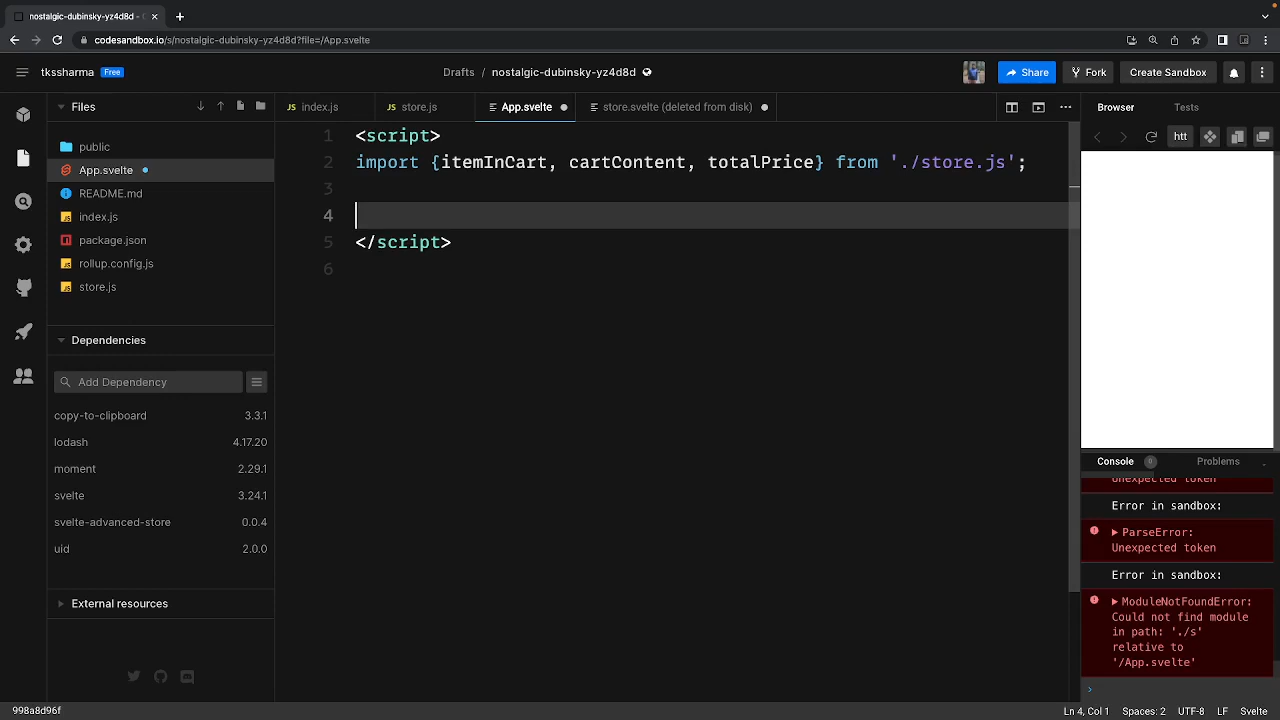 nostalgic-dubinsky-yz4d8d - 
codesandbox.io/s/nostalgic-dubinsky-yz4d8d?file=/App.svelte
tkssharma Free
Drafts / nostalgic-dubinsky-yz4d8d
Share Fork Create Sandbox
Files
public
App.svelte
README.md
index.js
package.json
rollup.config.js
store.js
Dependencies
Add Dependency
copy-to-clipboard 3.3.1
lodash 4.17.20
moment 2.29.1
svelte 3.24.1
svelte-advanced-store 0.0.4
uid 2.0.0
External resources
998a8d96f
index.js store.js App.svelte store.svelte (deleted from disk)
1 <script>
2 import {itemInCart, cartContent, totalPrice} from './store.js';
3
4
5 </script>
6
Browser Tests
htt
Console 0 Problems
Unexpected token
Error in sandbox:
ParseError:
Unexpected token
Error in sandbox:
ModuleNotFoundError:
Could not find module
in path: './s'
relative to
'/App.svelte'
Ln 4, Col 1 Spaces: 2 UTF-8 LF Svelte